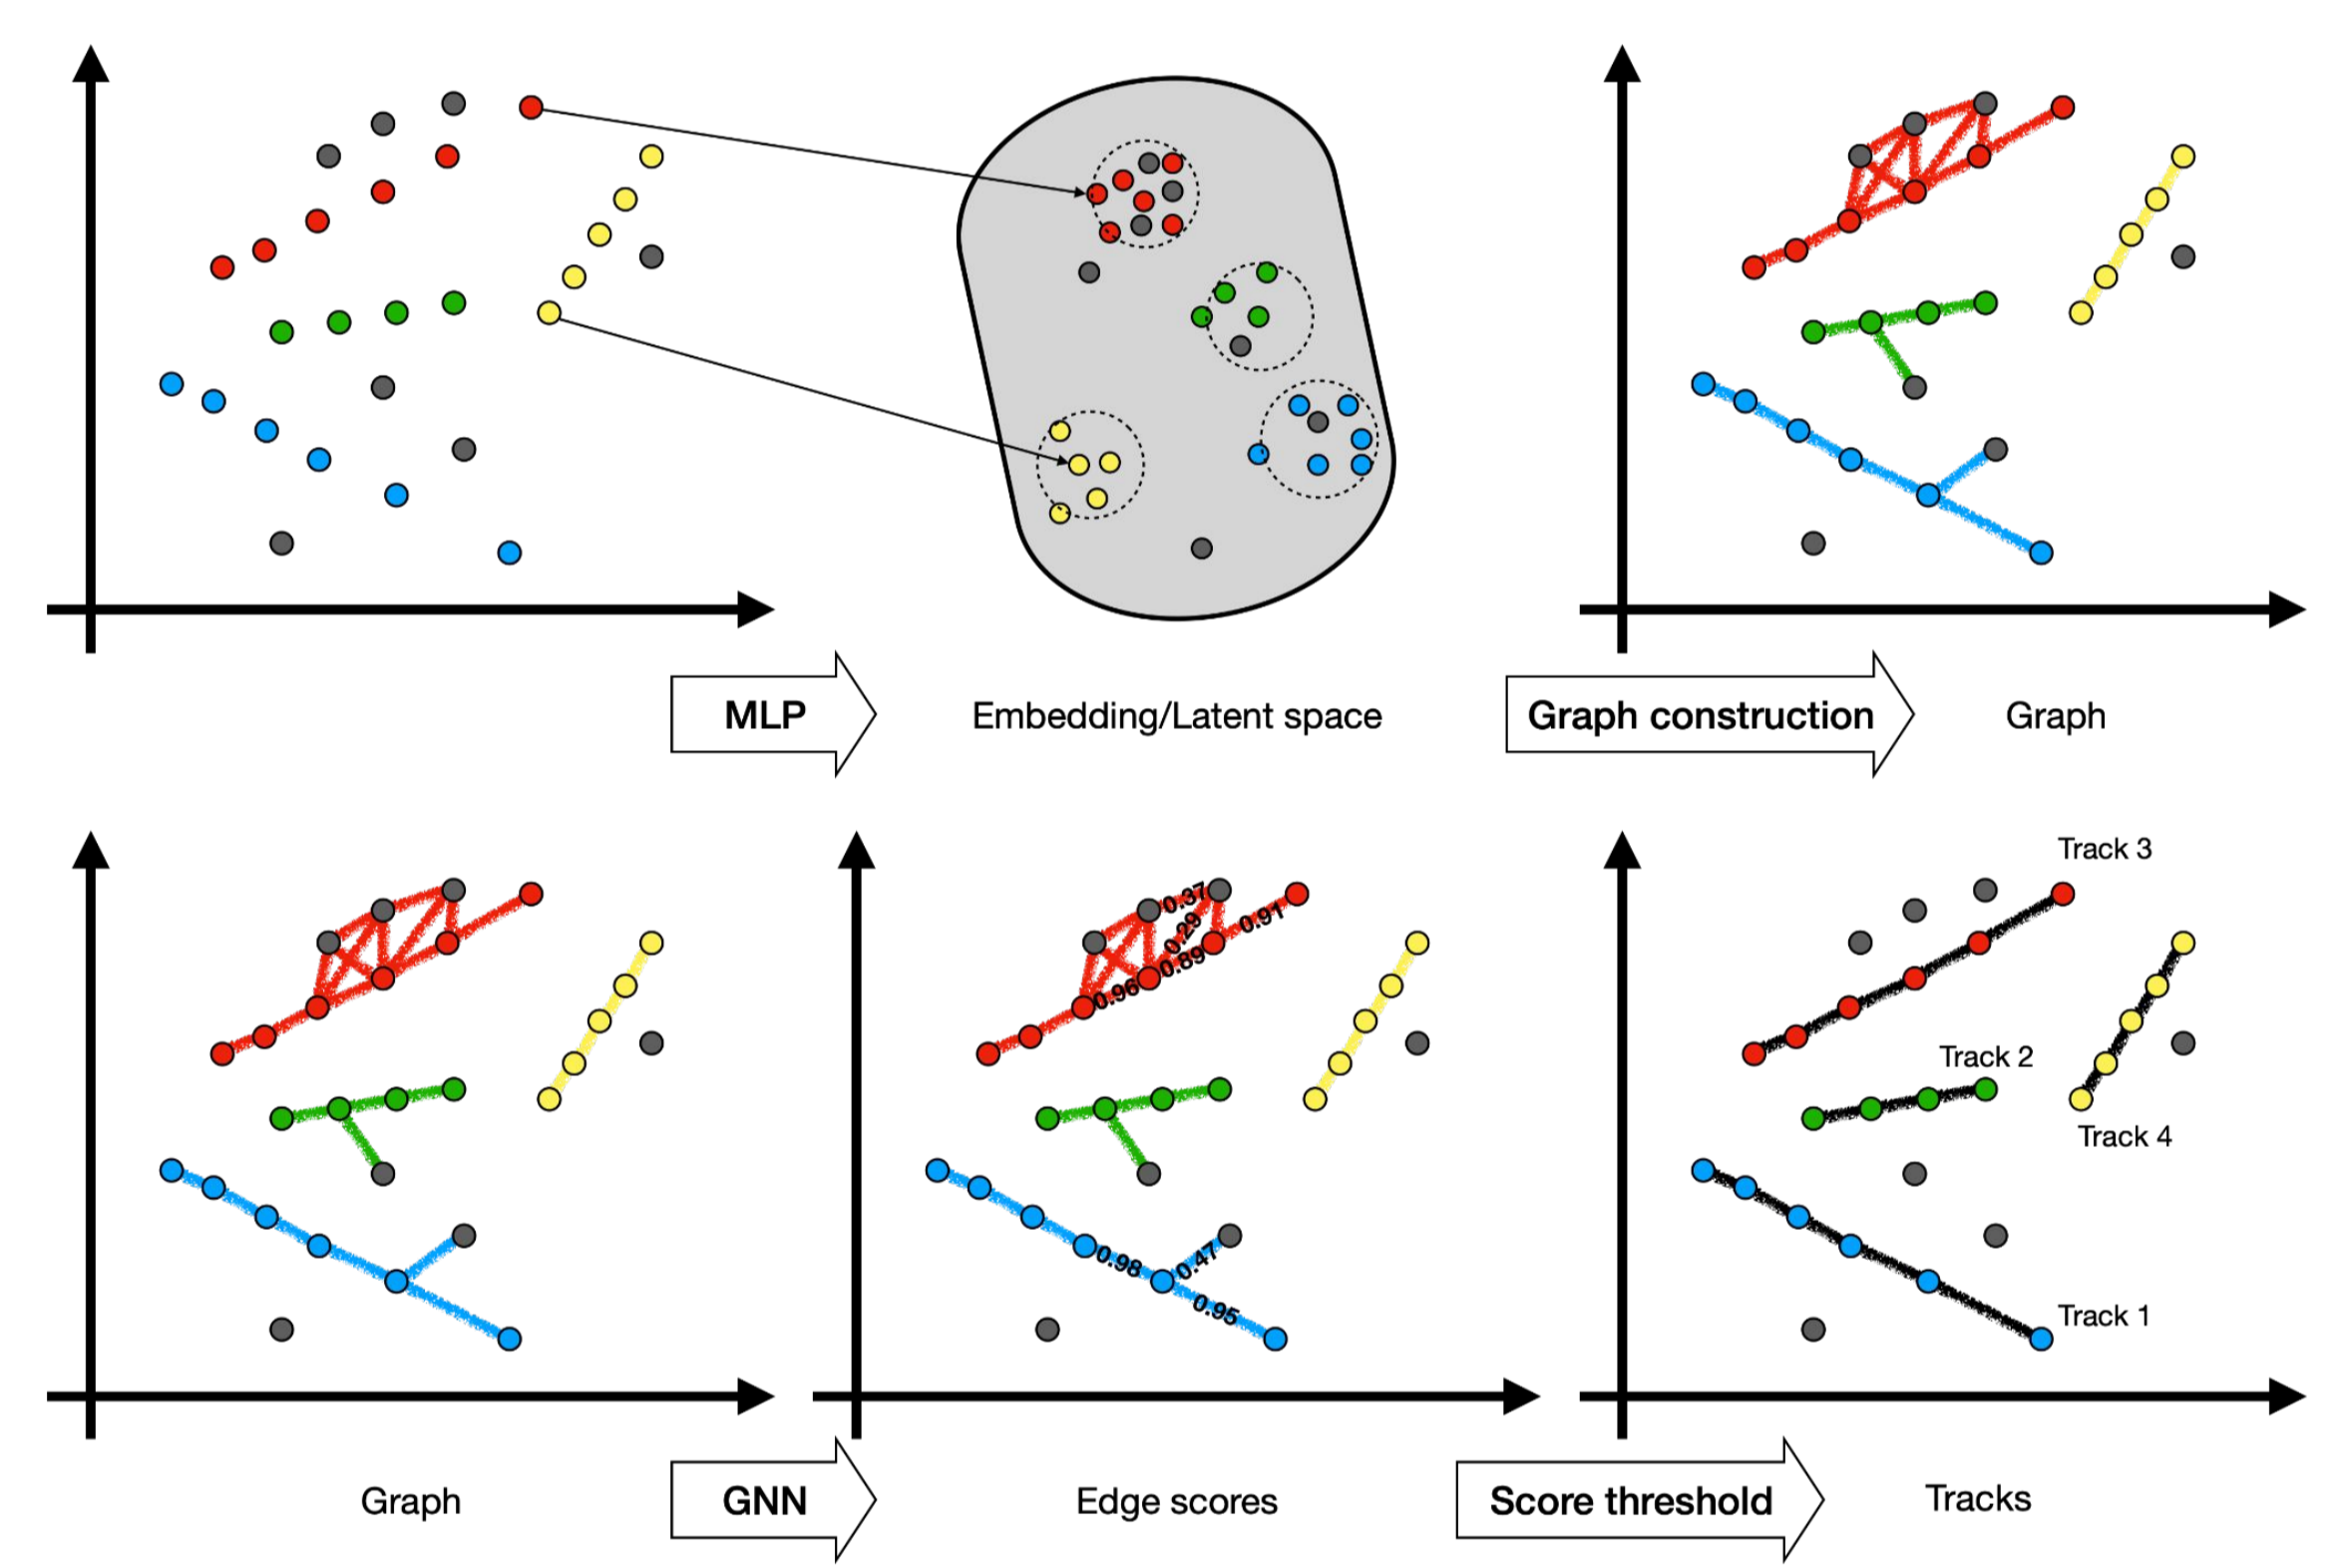 MLP
Embedding/Latent space
Graph construction
Graph
0.37
0.29
0.91
0.89
0.96
0.98
0.47
0.95
Track 3
Track 2
Track 4
Track 1
Graph
GNN
Edge scores
Score threshold
Tracks